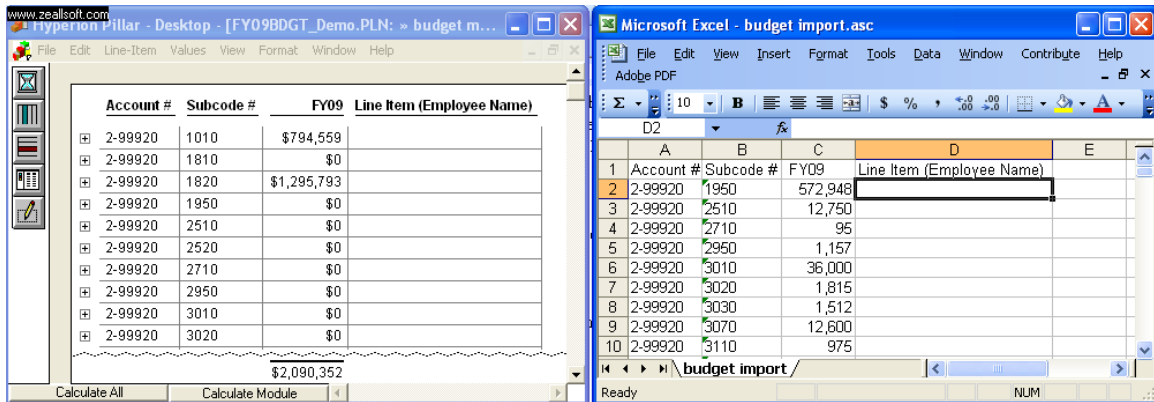 www.zeallsoft.com
Hyperion Pillar - Desktop - [FY09BDGT_Demo.PLN: » budget m...
File Edit Line-Item Values View Format Window Help
Account # Subcode # FY09 Line Item (Employee Name)
2-99920 1010 $794,559
2-99920 1810 $0
2-99920 1820 $1,295,793
2-99920 1950 $0
2-99920 2510 $0
2-99920 2520 $0
2-99920 2710 $0
2-99920 2950 $0
2-99920 3010 $0
2-99920 3020 $0
$2,090,352
Calculate All Calculate Module
Microsoft Excel - budget import.asc
File Edit View Insert Format Tools Data Window Contribute Help
Adobe PDF
Σ 10 B $ % , .00 .00 A
D2 fx
A B C D E
1 Account # Subcode # FY09 Line Item (Employee Name)
2 2-99920 1950 572,948
3 2-99920 2510 12,750
4 2-99920 2710 95
5 2-99920 2950 1,157
6 2-99920 3010 36,000
7 2-99920 3020 1,815
8 2-99920 3030 1,512
9 2-99920 3070 12,600
10 2-99920 3110 975
budget import
Ready NUM